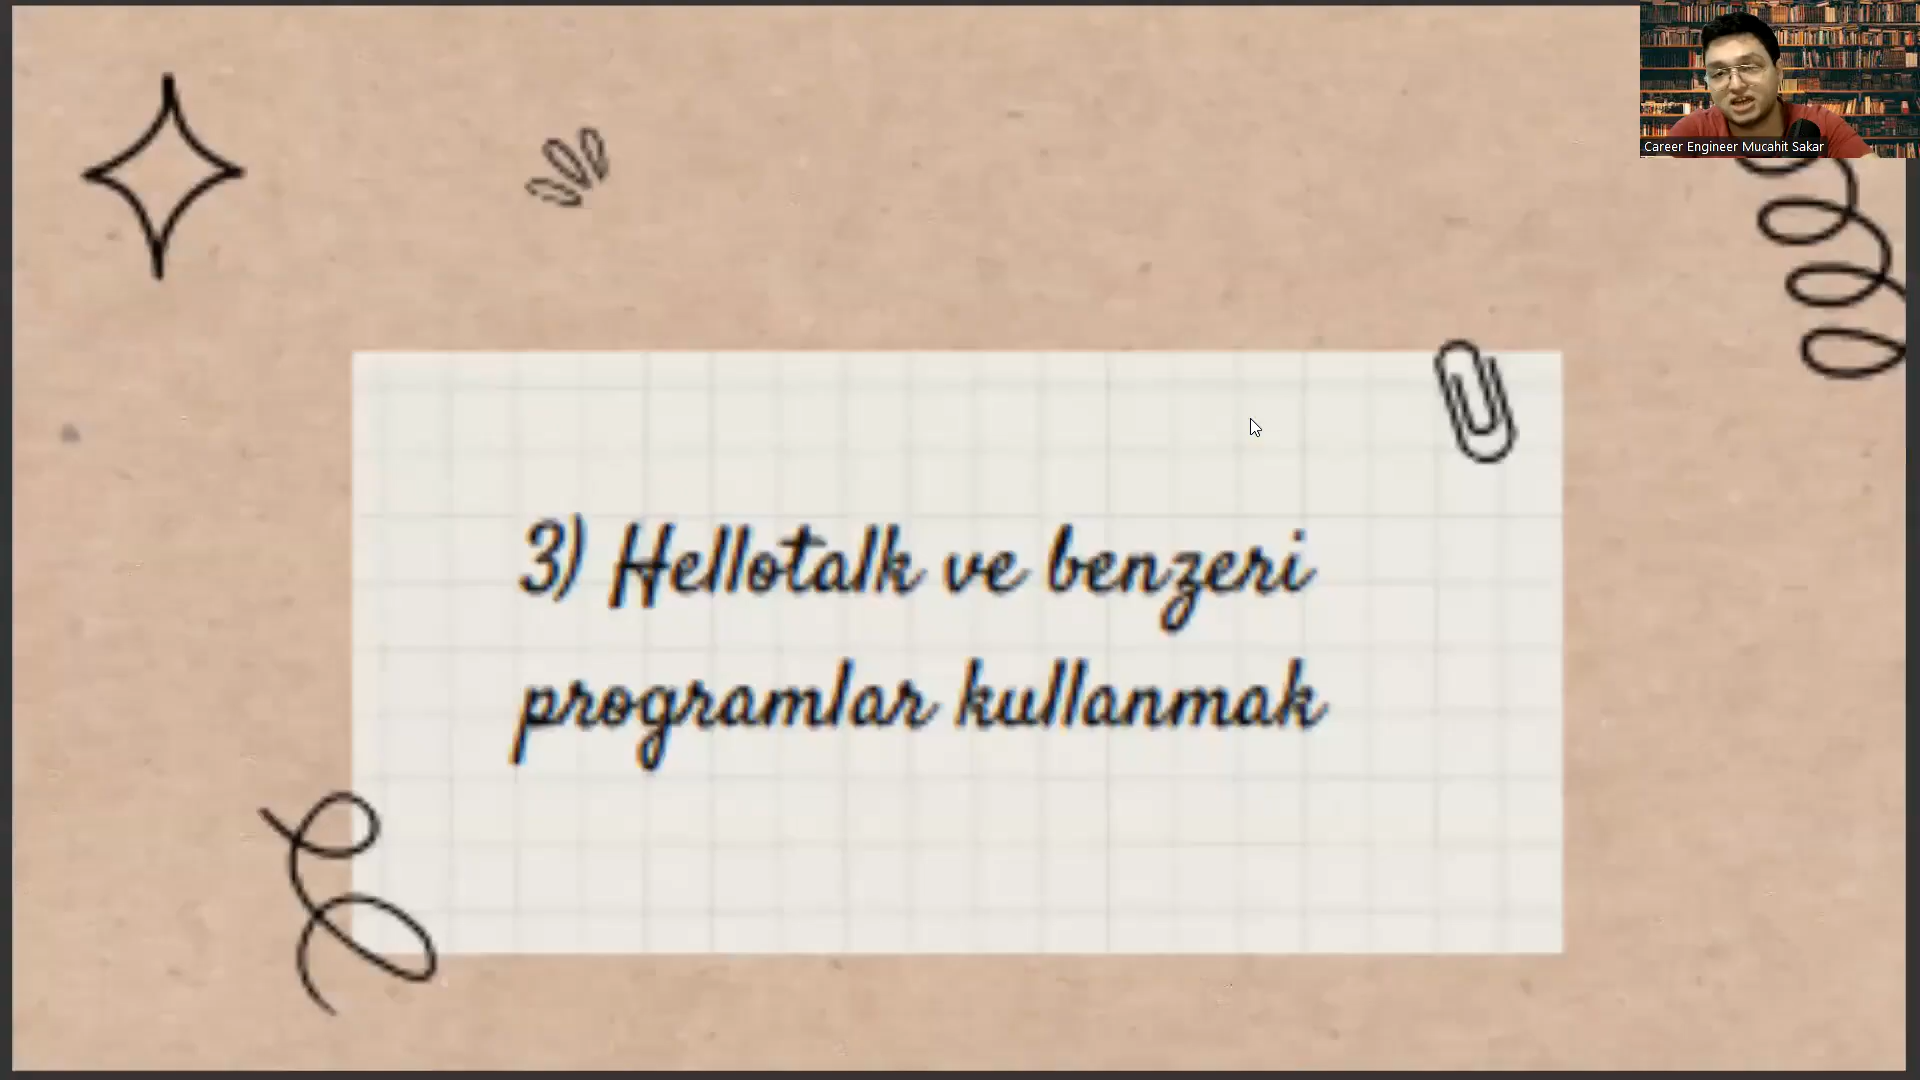 Career Engineer Mucahit Sakar
3) Hellotalk ve benzeri
programlar kullanmak